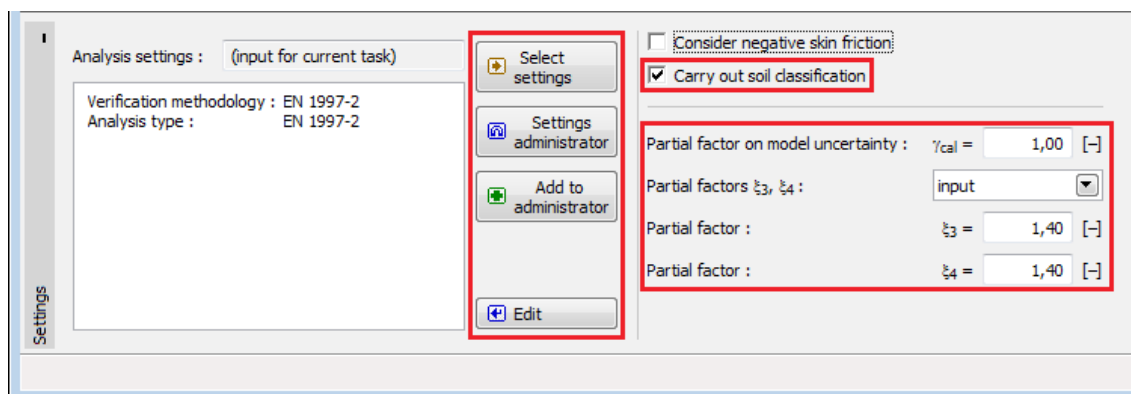 Analysis settings : (input for current task)
Verification methodology : EN 1997-2
Analysis type : EN 1997-2
Select
settings
Settings
administrator
Add to
administrator
Edit
Consider negative skin friction
Carry out soil classification
Partial factor on model uncertainty : γcal = 1,00 [–]
Partial factors ξ3, ξ4 : input
Partial factor : ξ3 = 1,40 [–]
Partial factor : ξ4 = 1,40 [–]
Settings